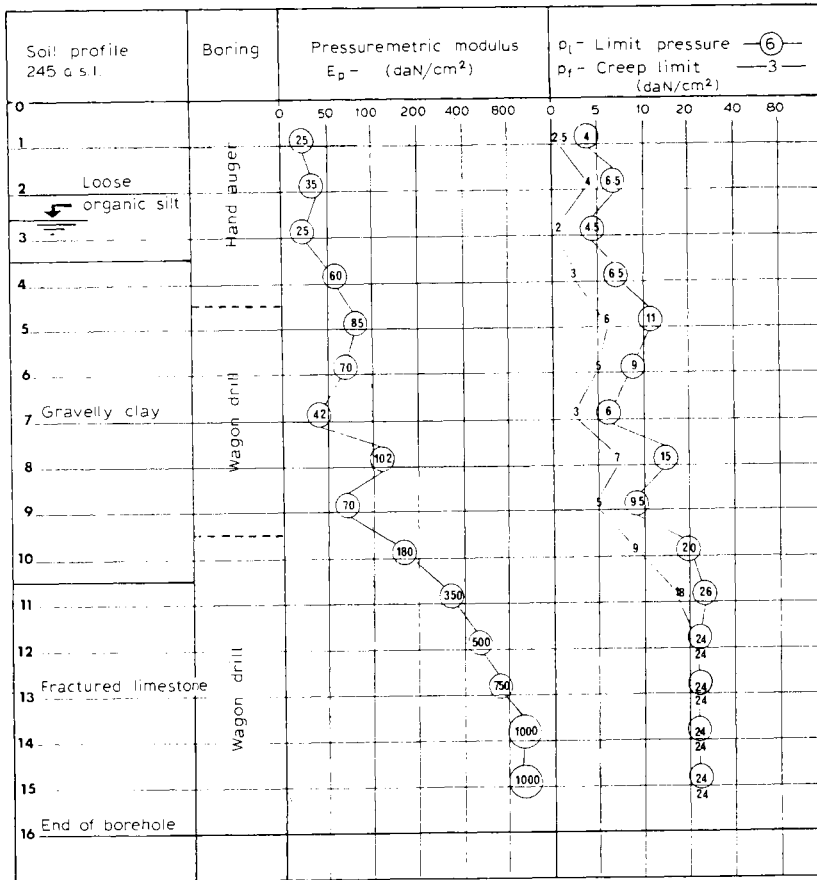 Soil profile
245 a s.l.
Boring
Pressuremetric modulus
Ep – (daN/cm²)
pl – Limit pressure 6
pf – Creep limit 3
(daN/cm²)
0 50 100 200 400 800
0 5 10 20 40 80
0
1
2
3
4
5
6
7
8
9
10
11
12
13
14
15
16
Loose
organic silt
Gravelly clay
Fractured limestone
End of borehole
Hand auger
Wagon drill
Wagon drill
25
35
25
60
85
70
42
102
70
180
350
500
750
1000
1000
2 5 4
4 6 5
2 4 5
3 6 5
6 11
5 9
3 6
7 15
5 9 5
9 20
18 26
24
24
24
24
24
24
24
24